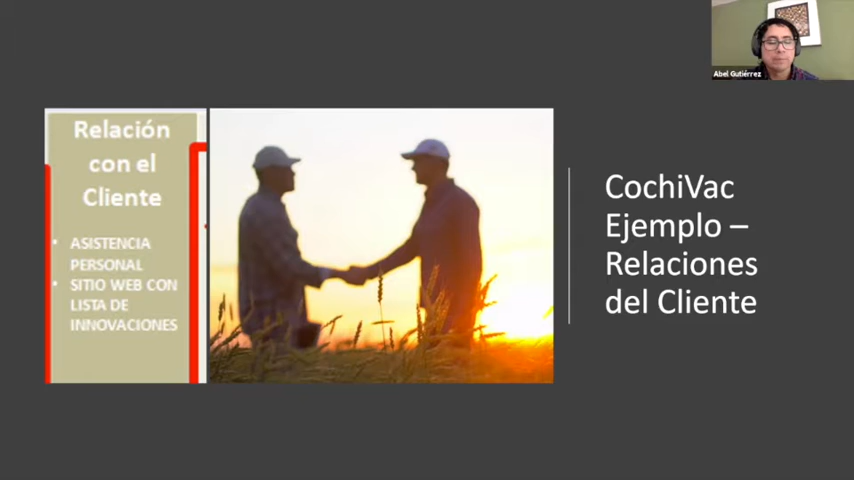 Abel Gutiérrez
Relación
con el
Cliente
• ASISTENCIA
PERSONAL
• SITIO WEB CON
LISTA DE
INNOVACIONES
CochiVac
Ejemplo –
Relaciones
del Cliente